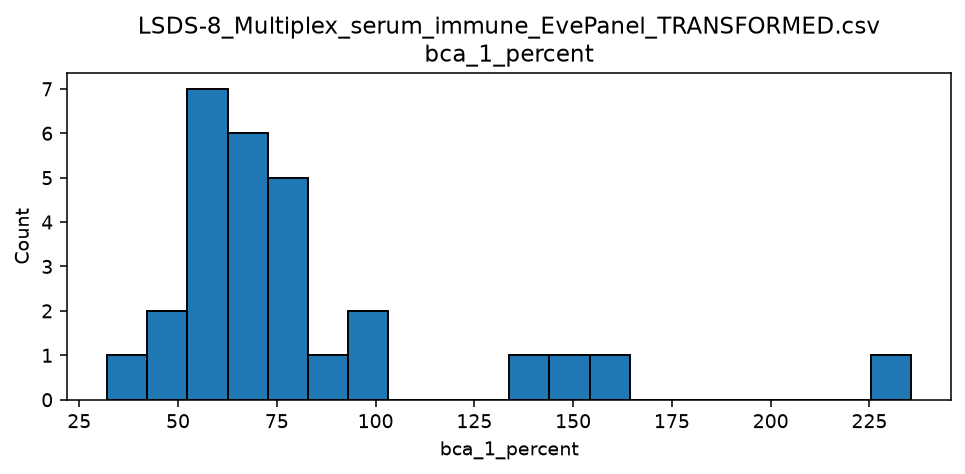 LSDS-8_Multiplex_serum_immune_EvePanel_TRANSFORMED.csv
bca_1_percent
7
6
5
4
3
2
1
0
Count
25 50 75 100 125 150 175 200 225
bca_1_percent